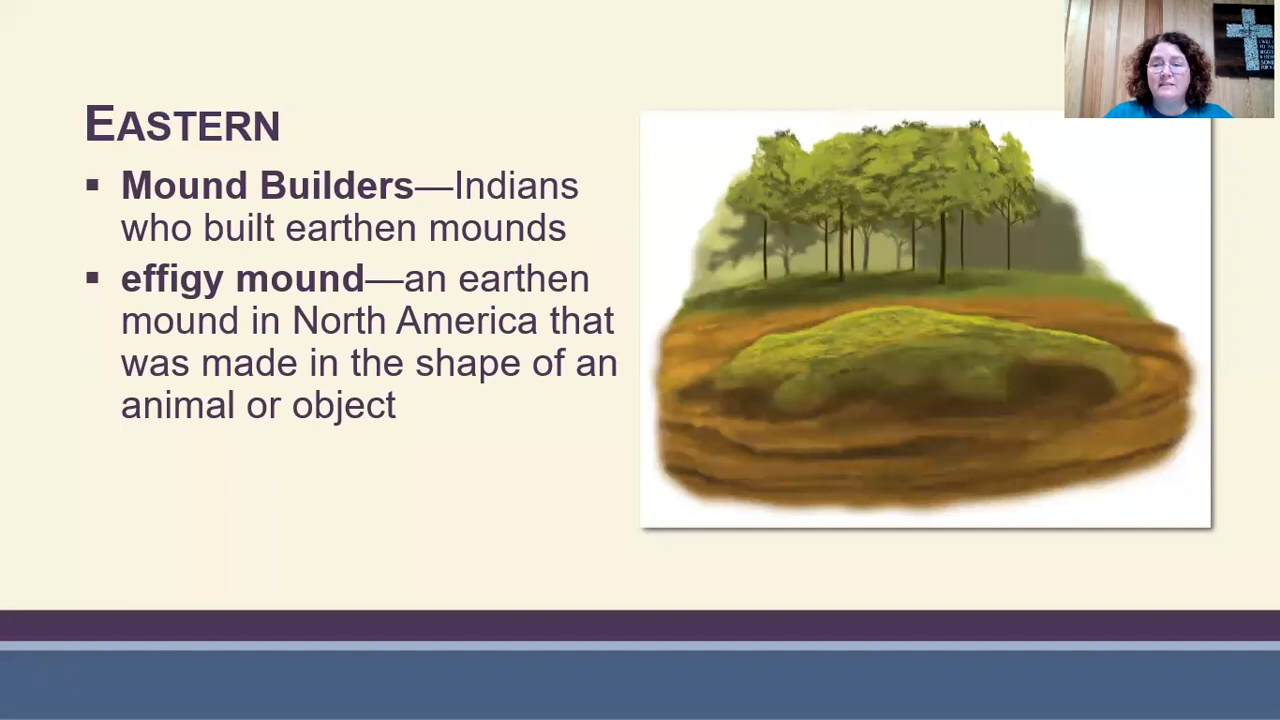 EASTERN
▪ Mound Builders—Indians
who built earthen mounds
▪ effigy mound—an earthen
mound in North America that
was made in the shape of an
animal or object